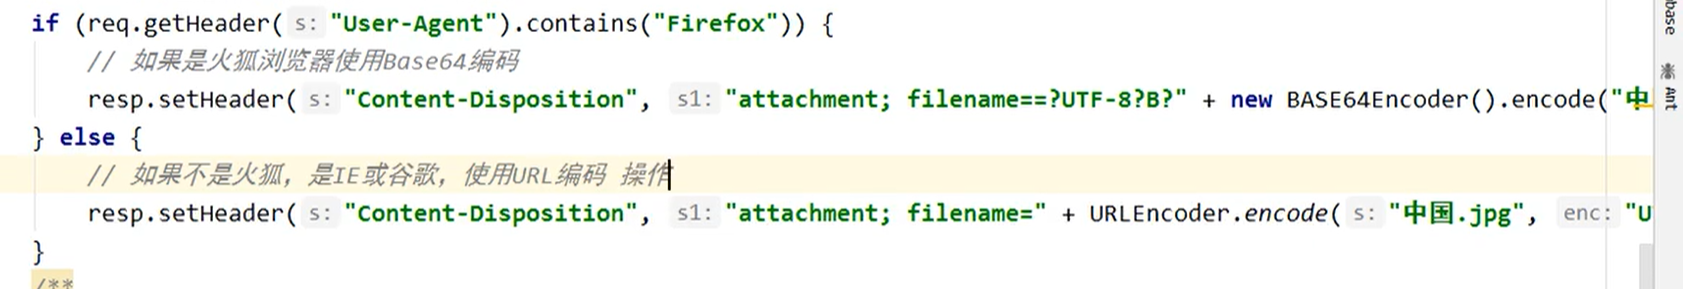 if (req.getHeader( s: "User-Agent").contains("Firefox")) {
// 如果是火狐浏览器使用Base64编码
resp.setHeader( s: "Content-Disposition", s1: "attachment; filename==?UTF-8?B?" + new BASE64Encoder().encode("中
} else {
// 如果不是火狐，是IE或谷歌，使用URL编码 操作
resp.setHeader( s: "Content-Disposition", s1: "attachment; filename=" + URLEncoder.encode( s: "中国.jpg", enc: "U
}
/**
base
Ant